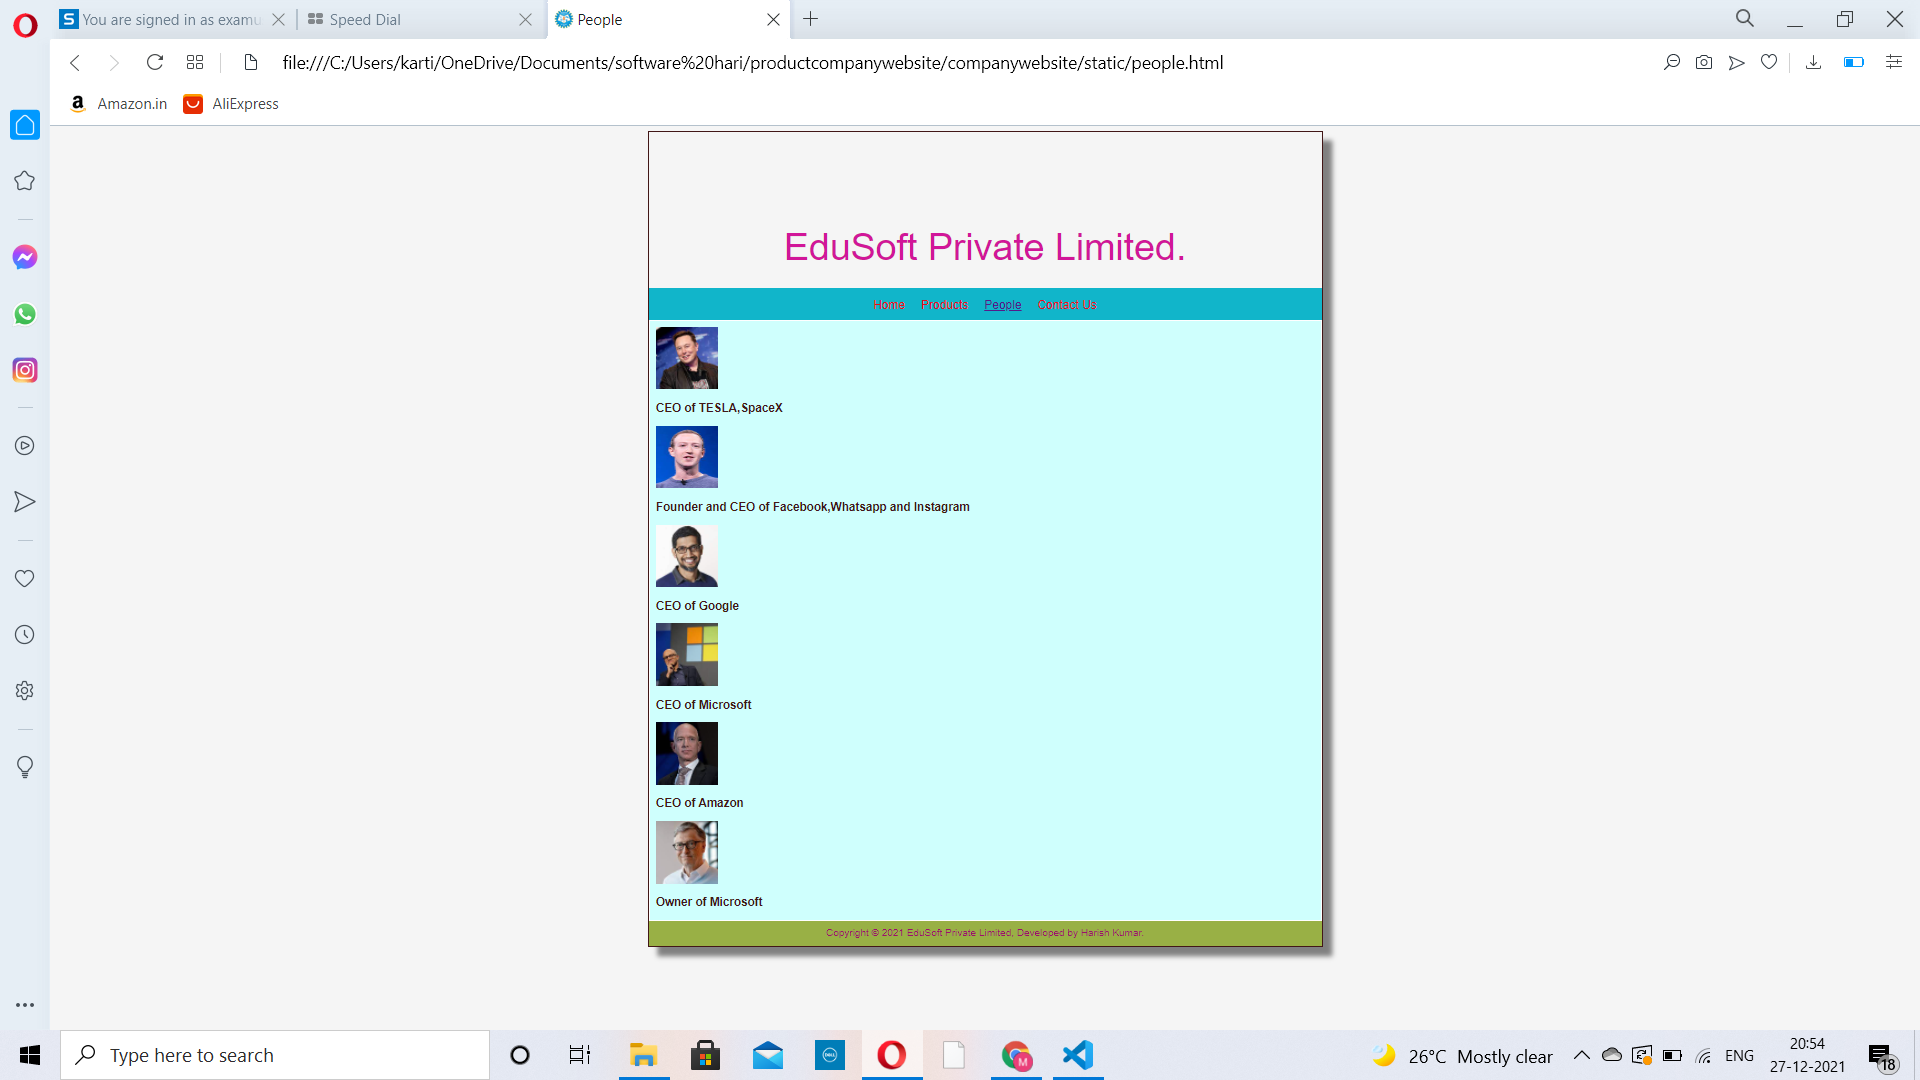 You are signed in as examu
Speed Dial
People
file:///C:/Users/karti/OneDrive/Documents/software%20hari/productcompanywebsite/companywebsite/static/people.html
Amazon.in
AliExpress
EduSoft Private Limited.
Home Products People Contact Us
CEO of TESLA,SpaceX
Founder and CEO of Facebook,Whatsapp and Instagram
CEO of Google
CEO of Microsoft
CEO of Amazon
Owner of Microsoft
Copyright © 2021 EduSoft Private Limited, Developed by Harish Kumar.
Type here to search
26°C Mostly clear
ENG
20:54
27-12-2021
18